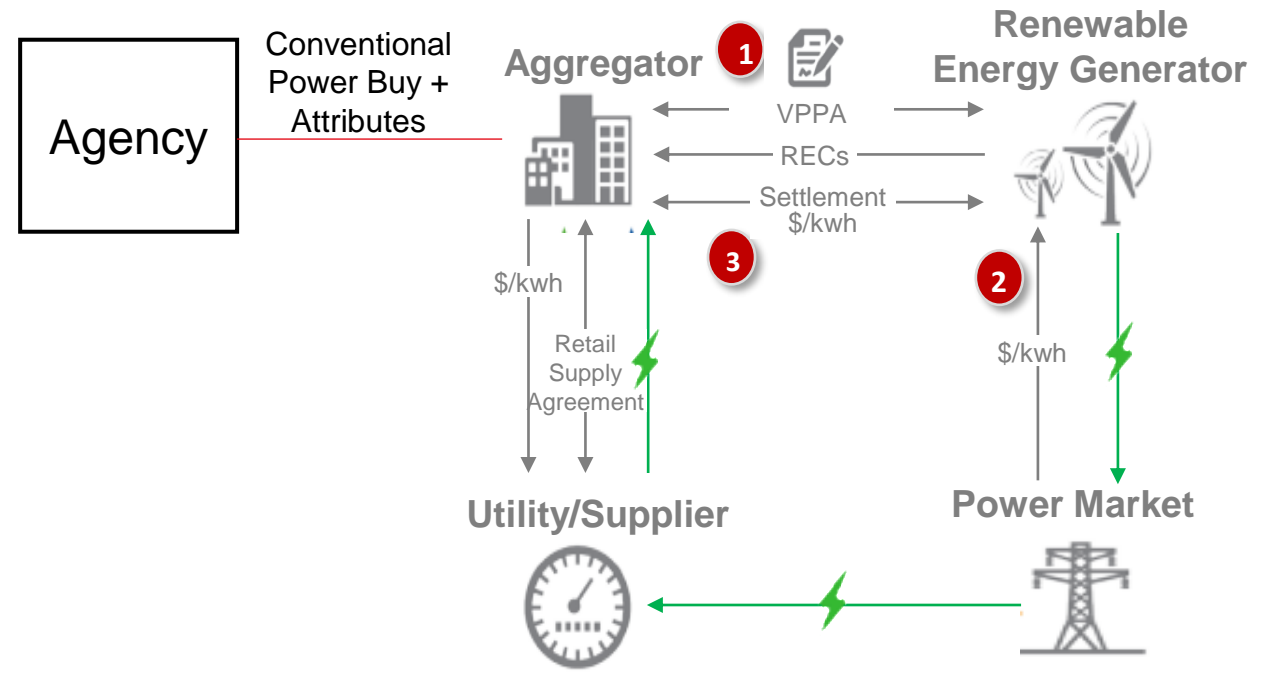 Agency
Conventional
Power Buy +
Attributes
Aggregator
1
Renewable
Energy Generator
VPPA
RECs
Settlement
$/kwh
3
2
$/kwh
Retail
Supply
Agreement
$/kwh
Utility/Supplier
Power Market